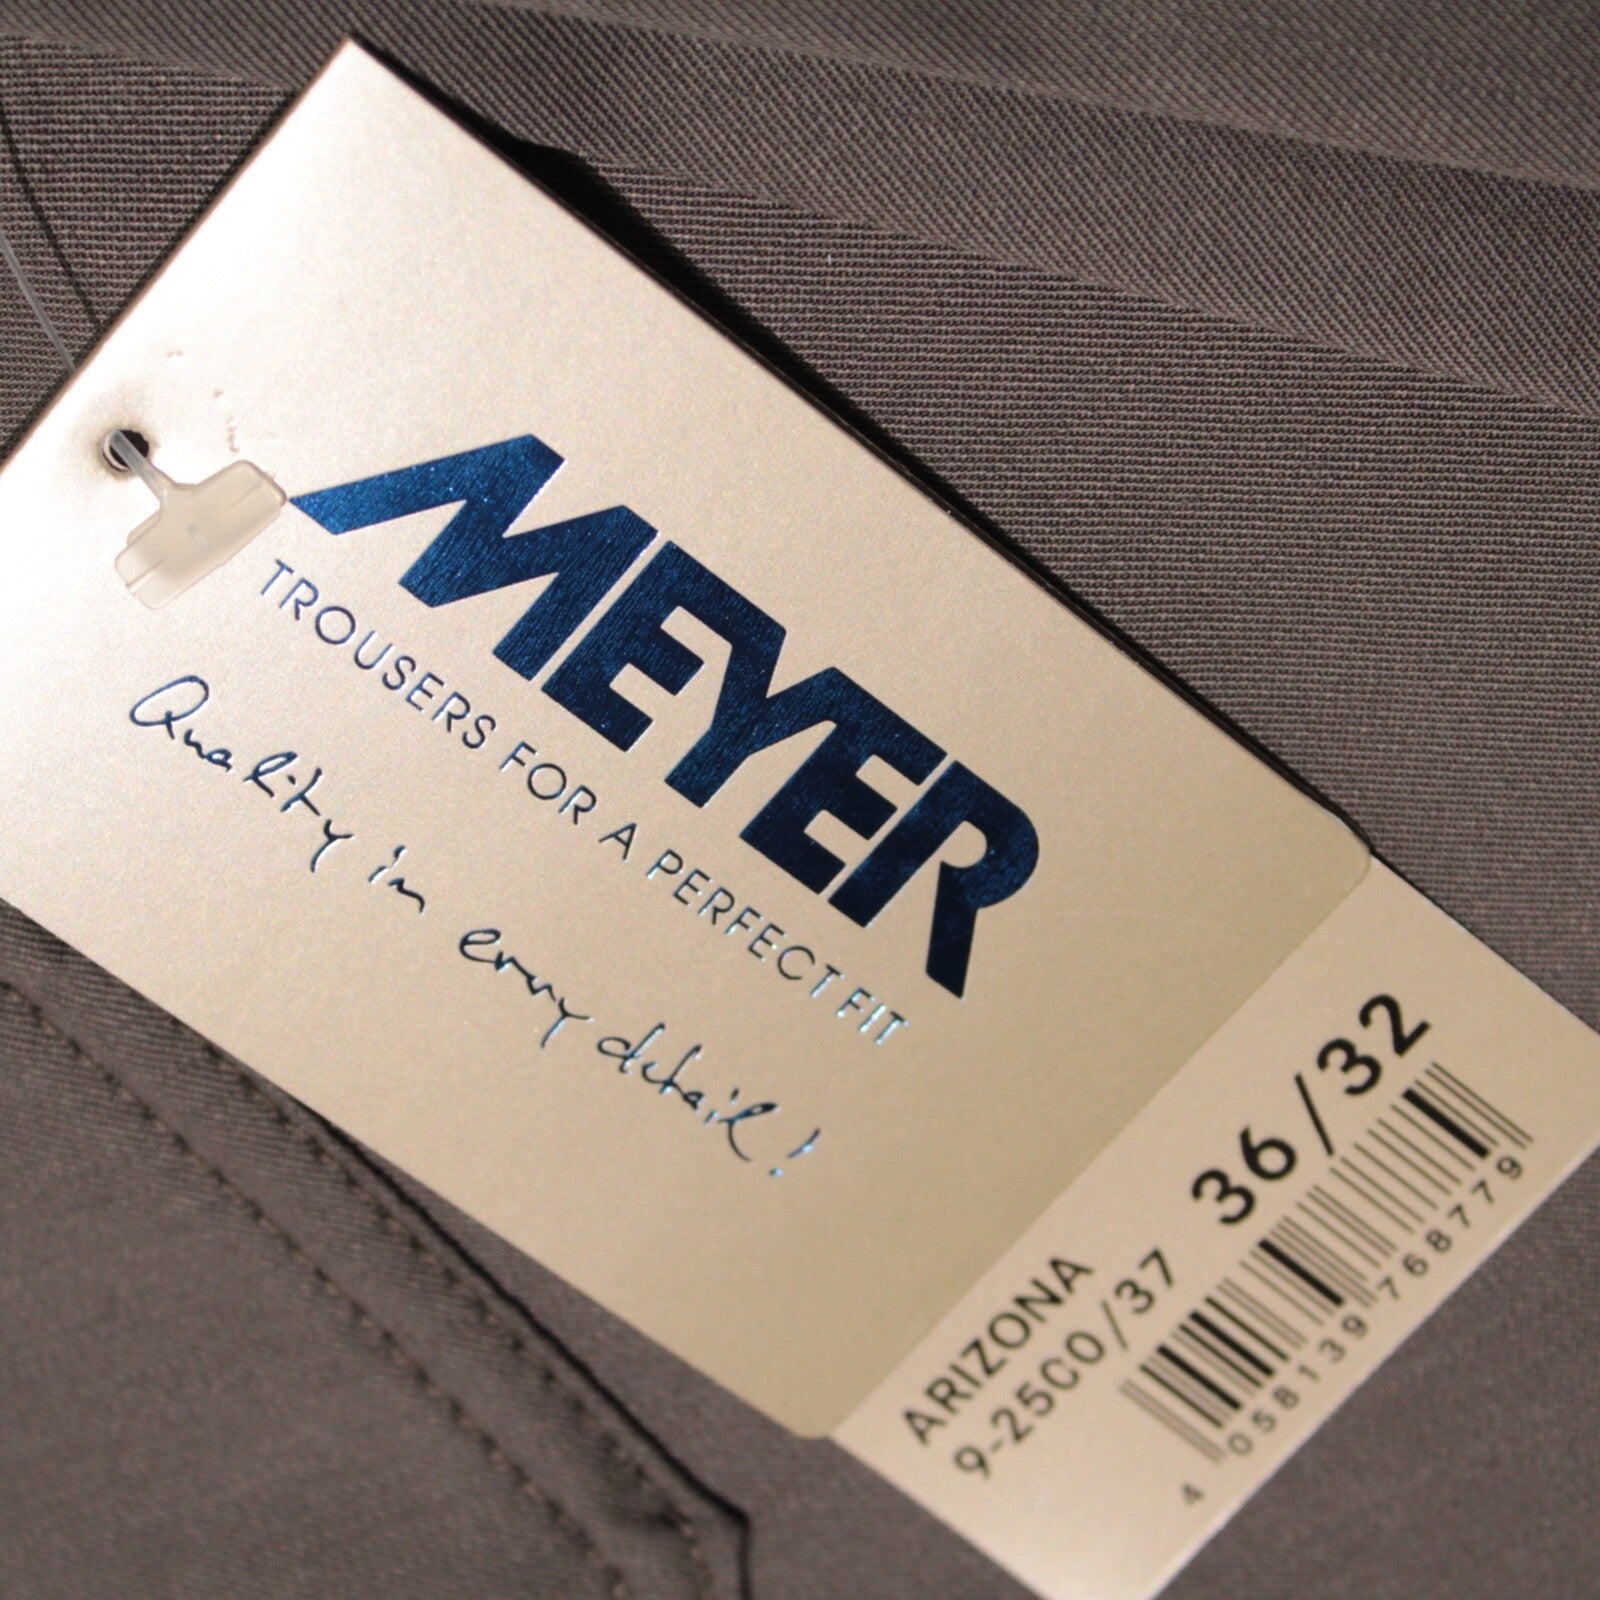 MEYER
TROUSERS FOR A PERFECT FIT
Quality in every detail!
36/32
ARIZONA
9-25C0/37
4 058139 768779